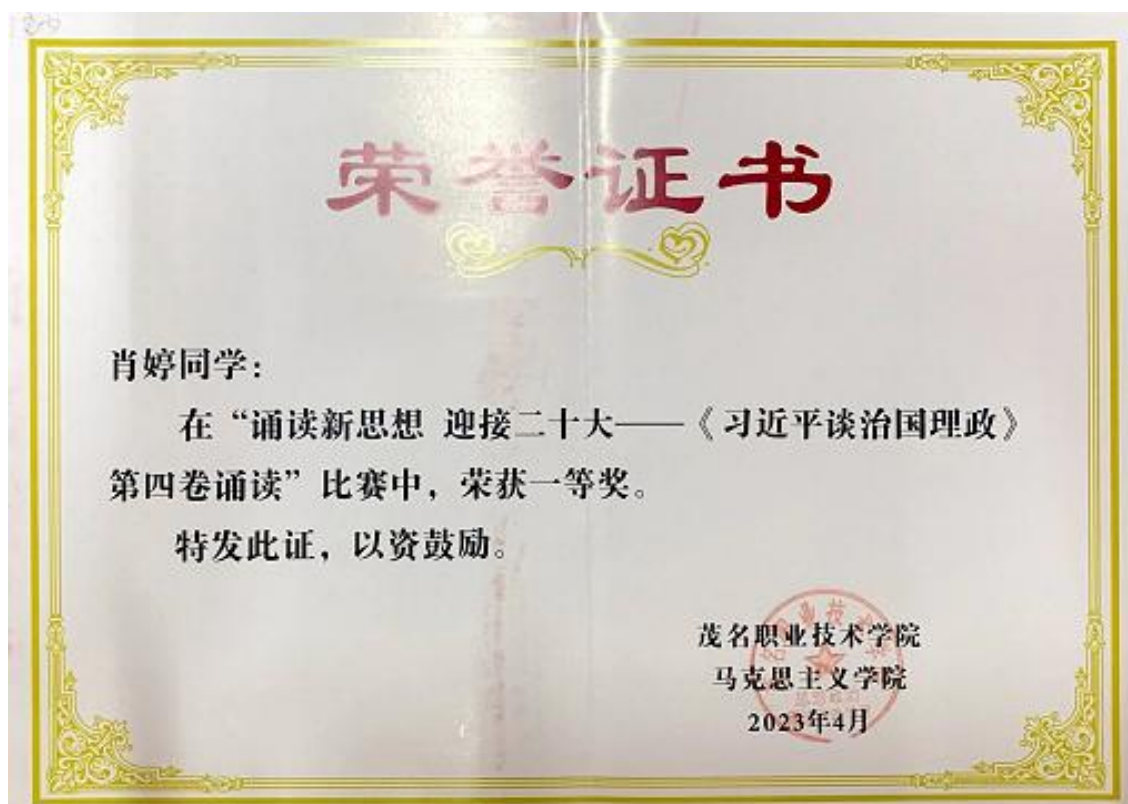 荣誉证书
肖婷同学:
在“诵读新思想 迎接二十大——《习近平谈治国理政》
第四卷诵读”比赛中，荣获一等奖。
特发此证，以资鼓励。
茂名职业技术学院
马克思主义学院
2023年4月